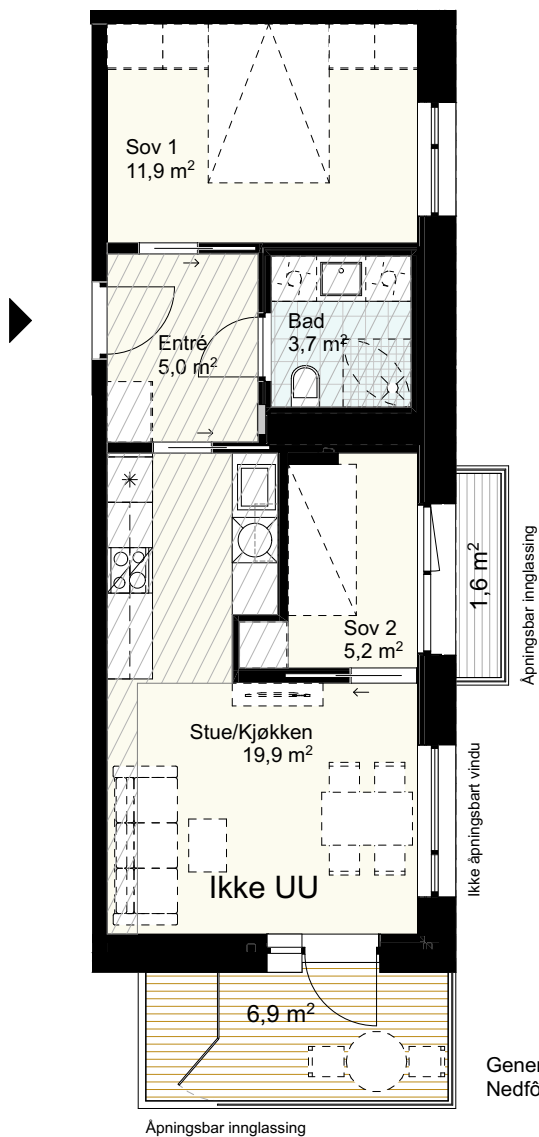 Sov 1
11,9 m²
Entré
5,0 m²
Bad
3,7 m²
1,6 m²
Åpningsbar innglassing
Sov 2
5,2 m²
Stue/Kjøkken
19,9 m²
Ikke åpningsbart vindu
Ikke UU
6,9 m²
Gener
Nedfô
Åpningsbar innglassing